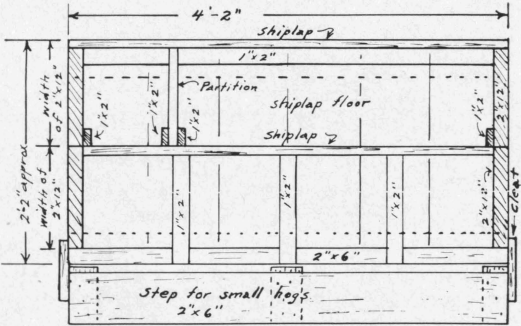 4'-2"
Shiplap
1"x2"
Partition
shiplap floor
1"x2"
1"x2"
1"x2"
1"x2"
2"x12"
Shiplap
width
of 2"x12"
2'-2" approx.
width of
2"x12"
1"x2"
1"x2"
1"x2"
2"x12"
cleat
2"x6"
Step for small hogs
2"x6"